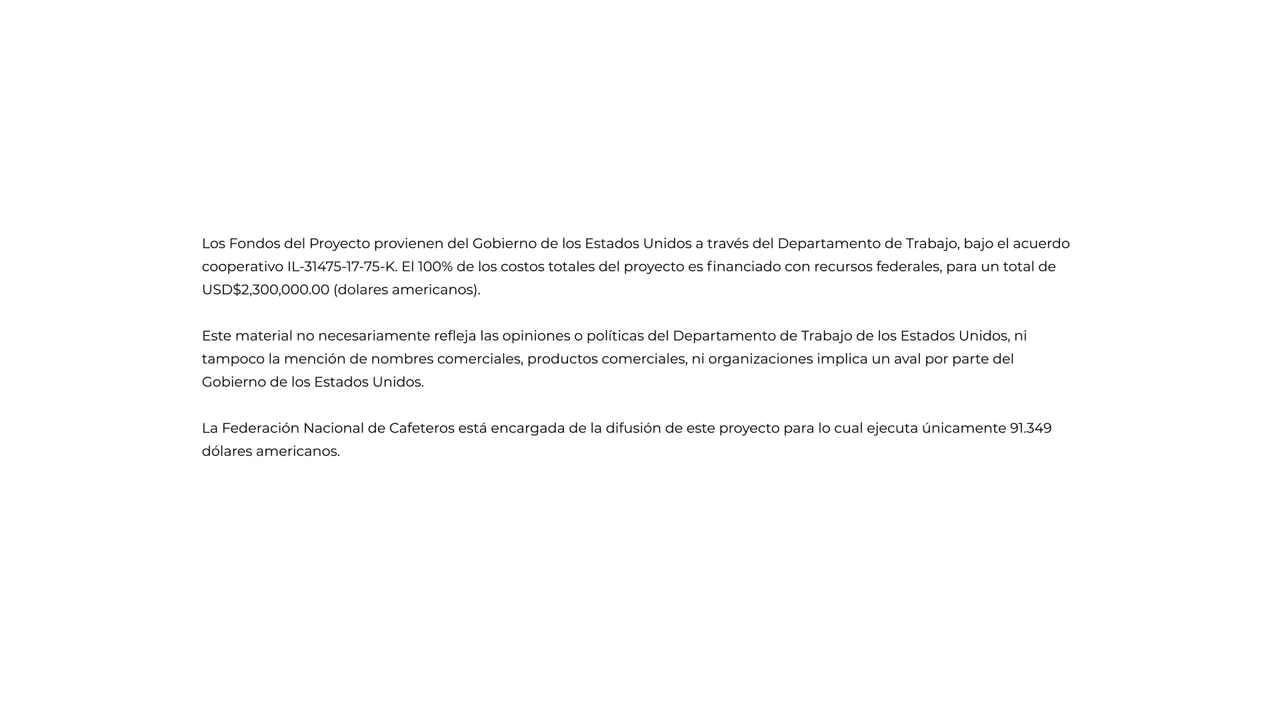 Los Fondos del Proyecto provienen del Gobierno de los Estados Unidos a través del Departamento de Trabajo, bajo el acuerdo
cooperativo IL-31475-17-75-K. El 100% de los costos totales del proyecto es financiado con recursos federales, para un total de
USD$2,300,000.00 (dolares americanos).
Este material no necesariamente refleja las opiniones o políticas del Departamento de Trabajo de los Estados Unidos, ni
tampoco la mención de nombres comerciales, productos comerciales, ni organizaciones implica un aval por parte del
Gobierno de los Estados Unidos.
La Federación Nacional de Cafeteros está encargada de la difusión de este proyecto para lo cual ejecuta únicamente 91.349
dólares americanos.